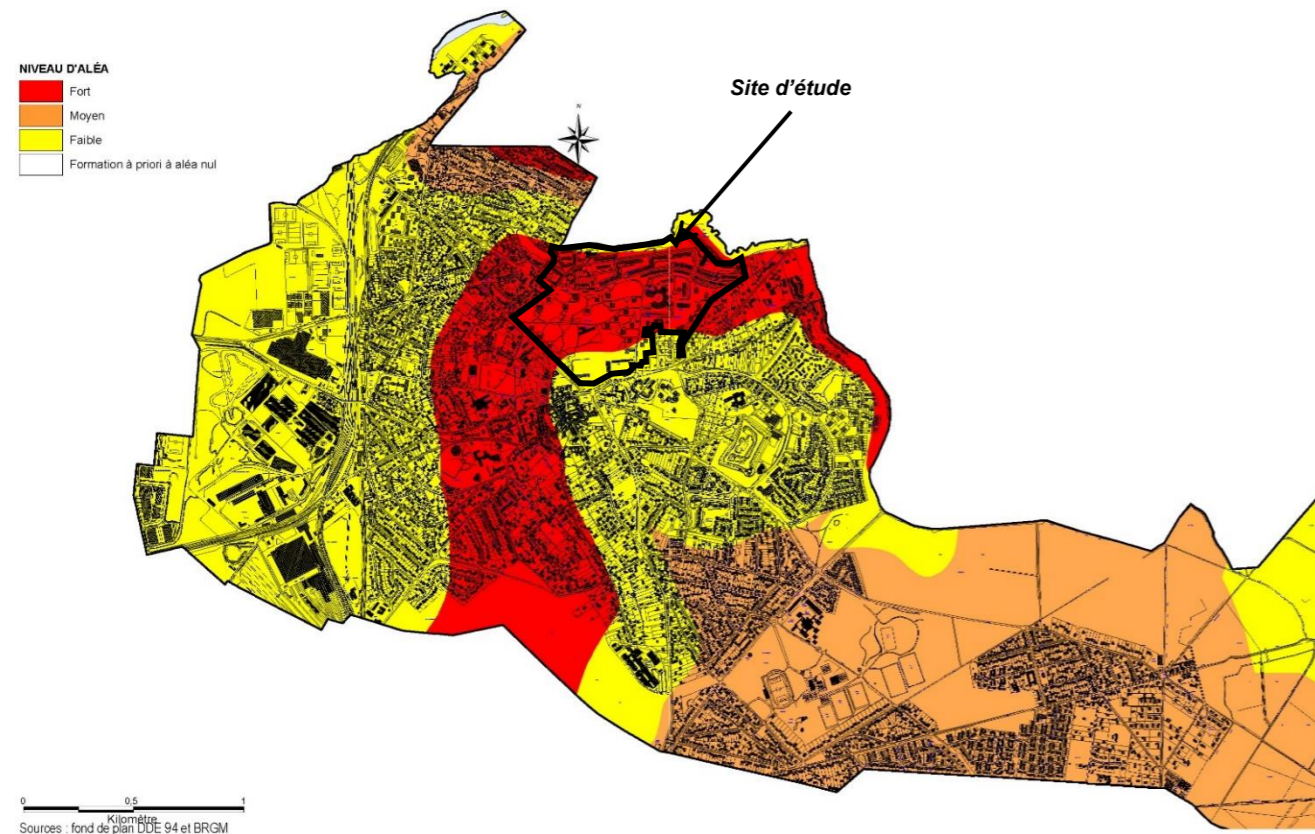 NIVEAU D'ALÉA
Fort
Moyen
Faible
Formation à priori à aléa nul
N
Site d'étude
0 0,5 1
Kilomètre
Sources : fond de plan DDE 94 et BRGM